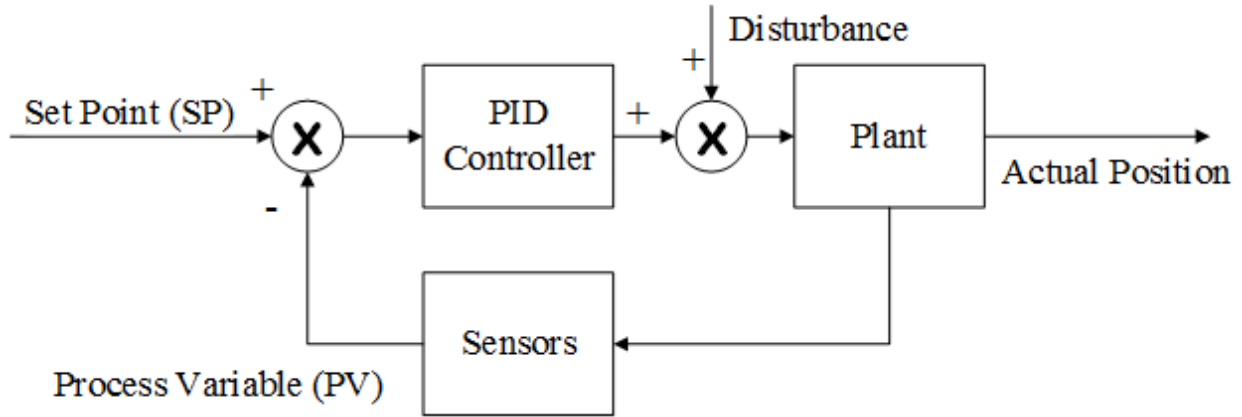 Disturbance
+
+
Set Point (SP)
X
PID
Controller
+
X
Plant
Actual Position
-
Sensors
Process Variable (PV)